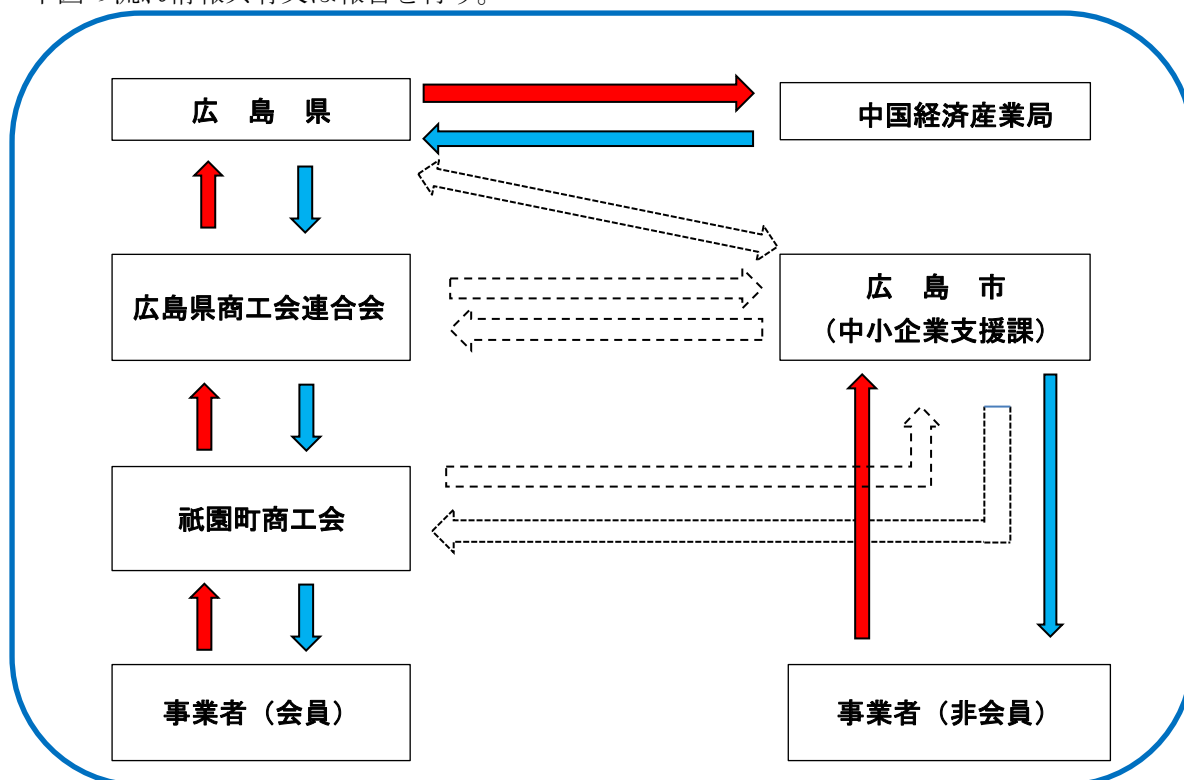 広 島 県
中国経済産業局
広島県商工会連合会
広 島 市
（中小企業支援課）
祇園町商工会
事業者（会員）
事業者（非会員）